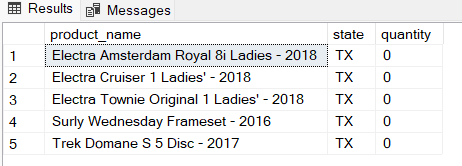 Results Messages
product_name state quantity
1 Electra Amsterdam Royal 8i Ladies - 2018 TX 0
2 Electra Cruiser 1 Ladies' - 2018 TX 0
3 Electra Townie Original 1 Ladies' - 2018 TX 0
4 Surly Wednesday Frameset - 2016 TX 0
5 Trek Domane S 5 Disc - 2017 TX 0